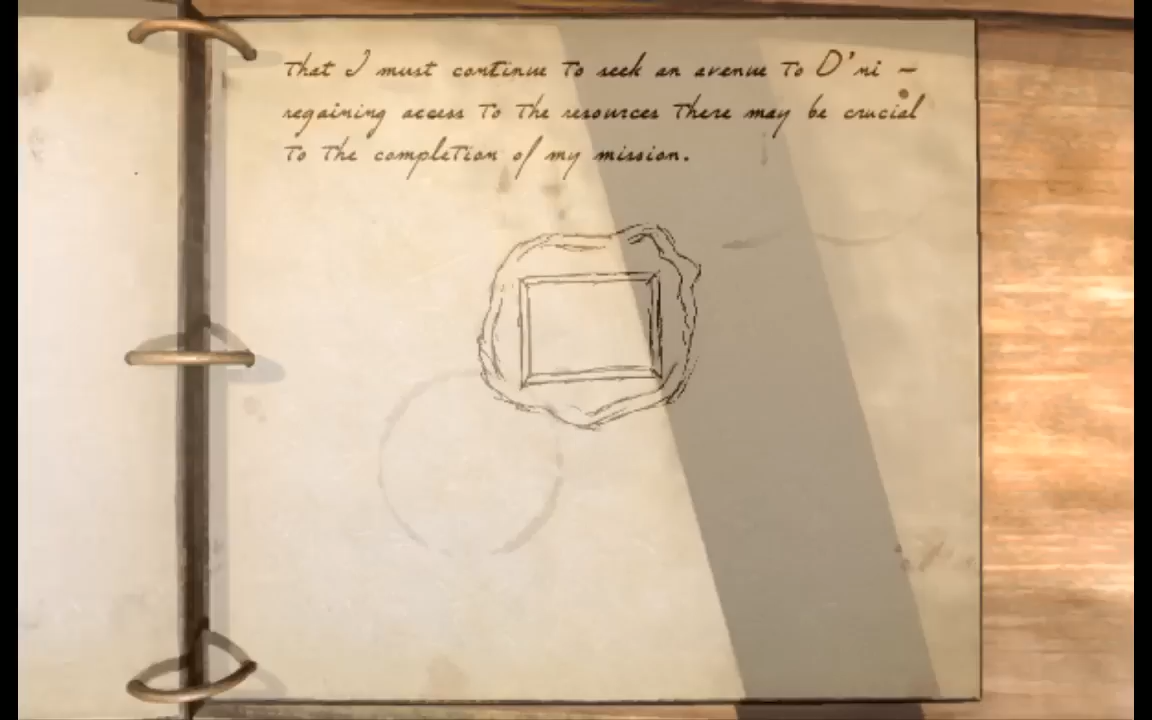 that I must continue to seek an avenue to D'ni –
regaining access to the resources there may be crucial
to the completion of my mission.